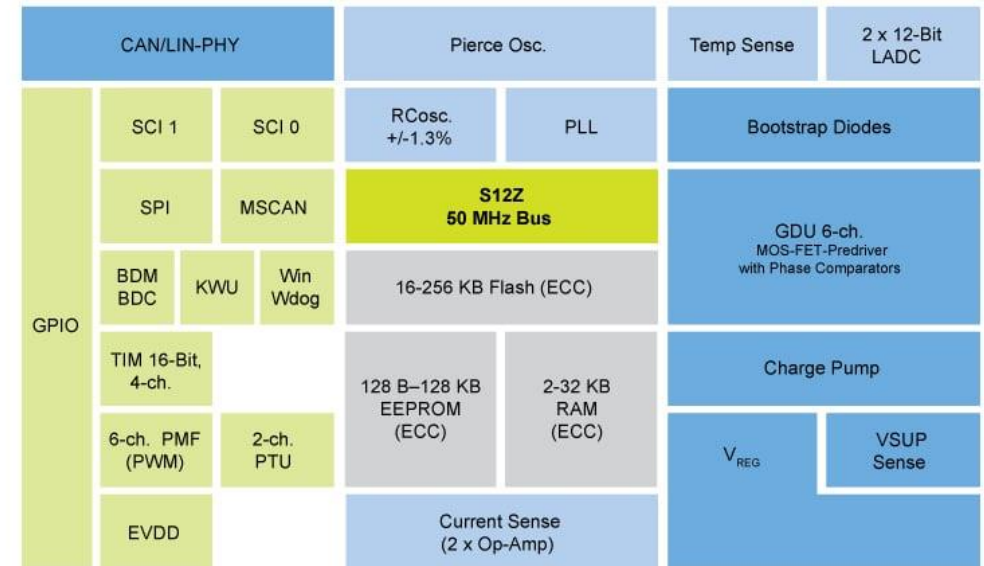 CAN/LIN-PHY
Pierce Osc.
Temp Sense
2 x 12-Bit
LADC
GPIO
SCI 1
SCI 0
RCosc.
+/-1.3%
PLL
Bootstrap Diodes
SPI
MSCAN
S12Z
50 MHz Bus
GDU 6-ch.
MOS-FET-Predriver
with Phase Comparators
BDM
BDC
KWU
Win
Wdog
16-256 KB Flash (ECC)
TIM 16-Bit,
4-ch.
128 B–128 KB
EEPROM
(ECC)
2-32 KB
RAM
(ECC)
Charge Pump
6-ch. PMF
(PWM)
2-ch.
PTU
VREG
VSUP
Sense
EVDD
Current Sense
(2 x Op-Amp)